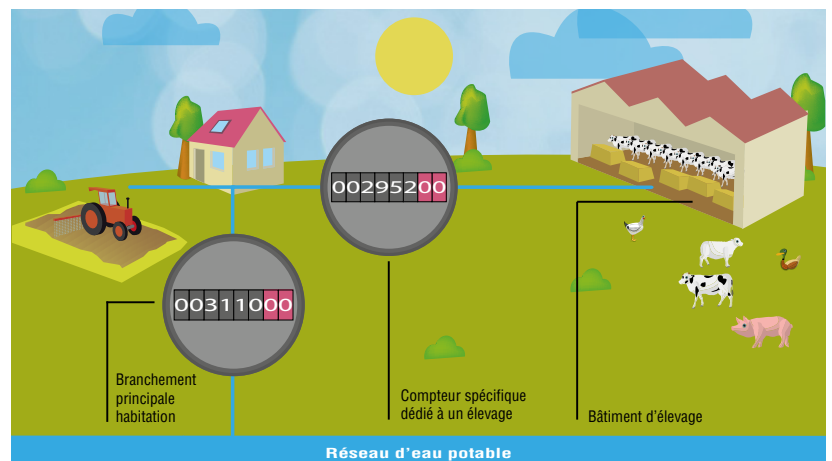 00295200
00311000
Branchement
principale
habitation
Compteur spécifique
dédié à un élevage
Bâtiment d'élevage
Réseau d'eau potable